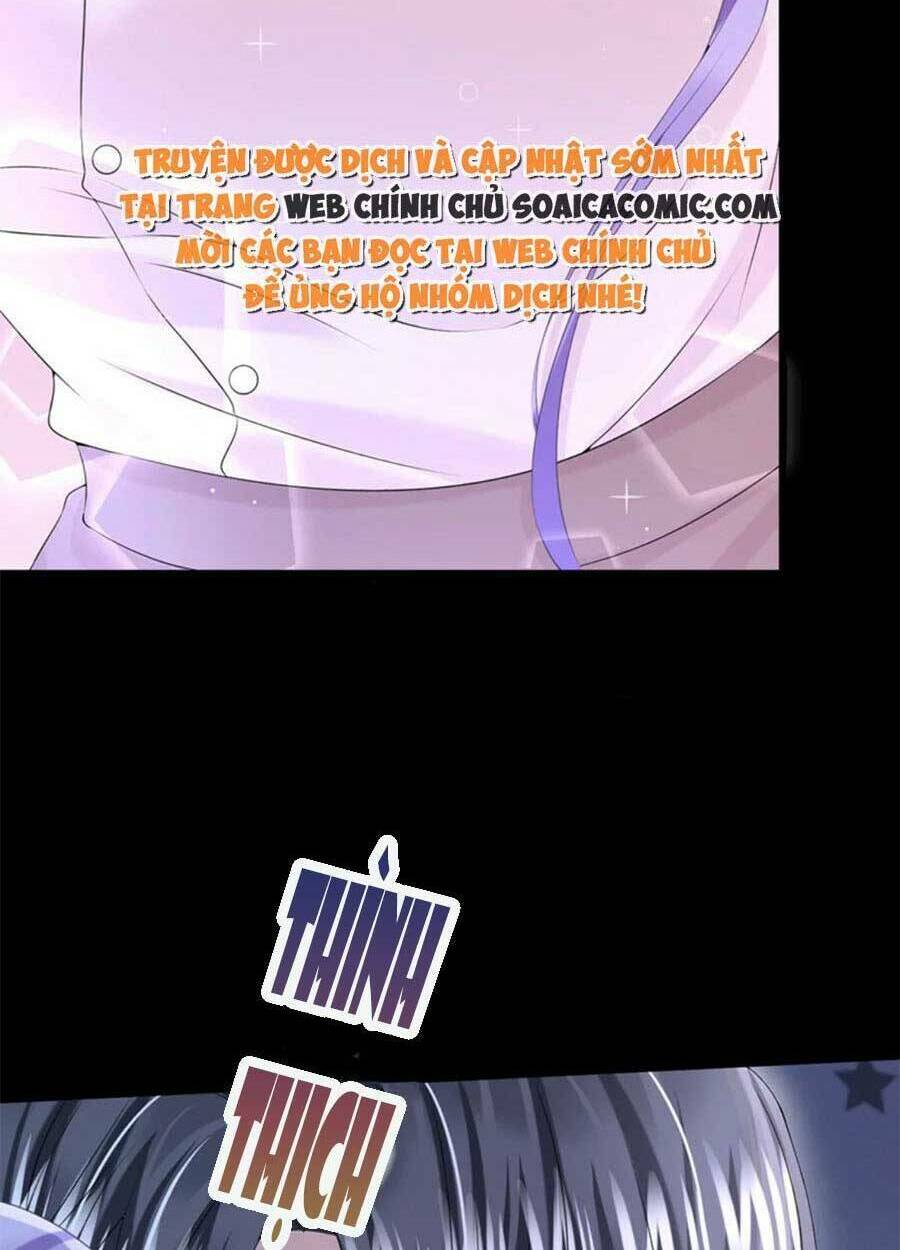 TRUYỆN ĐƯỢC DỊCH VÀ CẬP NHẬT SỚM NHẤT
TẠI TRANG WEB CHÍNH CHỦ SOAICACOMIC.COM
MỜI CÁC BẠN ĐỌC TẠI WEB CHÍNH CHỦ
ĐỂ ỦNG HỘ NHÓM DỊCH NHÉ!
THÌNH
THỊCH